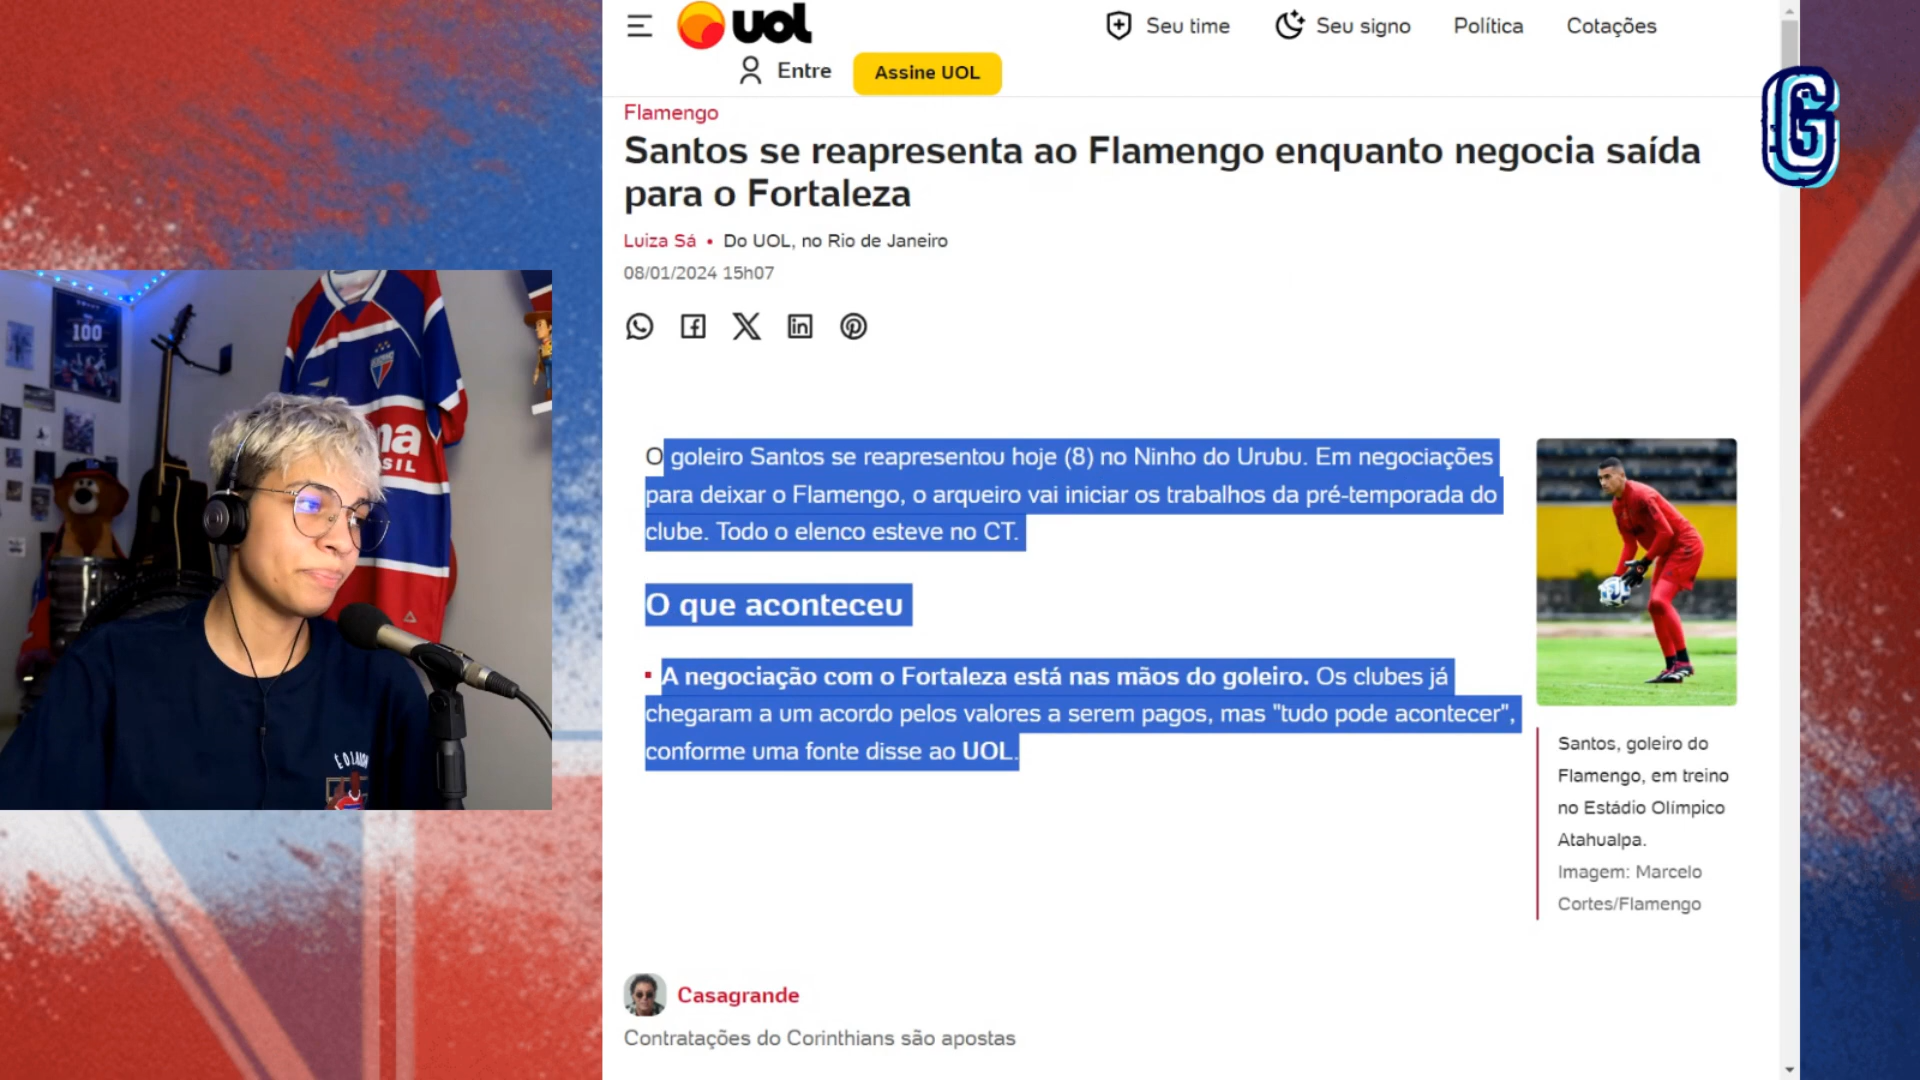 uol
Seu time
Seu signo
Política
Cotações
Entre
Assine UOL
Flamengo
Santos se reapresenta ao Flamengo enquanto negocia saída
para o Fortaleza
Luiza Sá • Do UOL, no Rio de Janeiro
08/01/2024 15h07
O goleiro Santos se reapresentou hoje (8) no Ninho do Urubu. Em negociações
para deixar o Flamengo, o arqueiro vai iniciar os trabalhos da pré-temporada do
clube. Todo o elenco esteve no CT.
O que aconteceu
A negociação com o Fortaleza está nas mãos do goleiro. Os clubes já
chegaram a um acordo pelos valores a serem pagos, mas "tudo pode acontecer",
conforme uma fonte disse ao UOL.
Santos, goleiro do
Flamengo, em treino
no Estádio Olímpico
Atahualpa.
Imagem: Marcelo
Cortes/Flamengo
Casagrande
Contratações do Corinthians são apostas
G
100